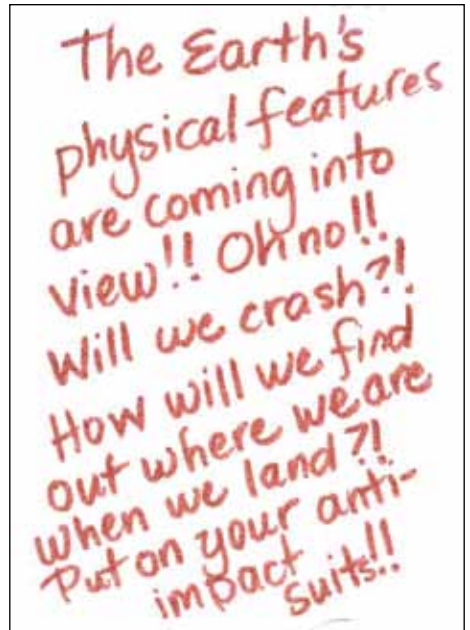 The Earth's
physical features
are coming into
view!! Oh no!!
Will we crash?!
How will we find
out where we are
when we land?!
Put on your anti-
impact
suits!!